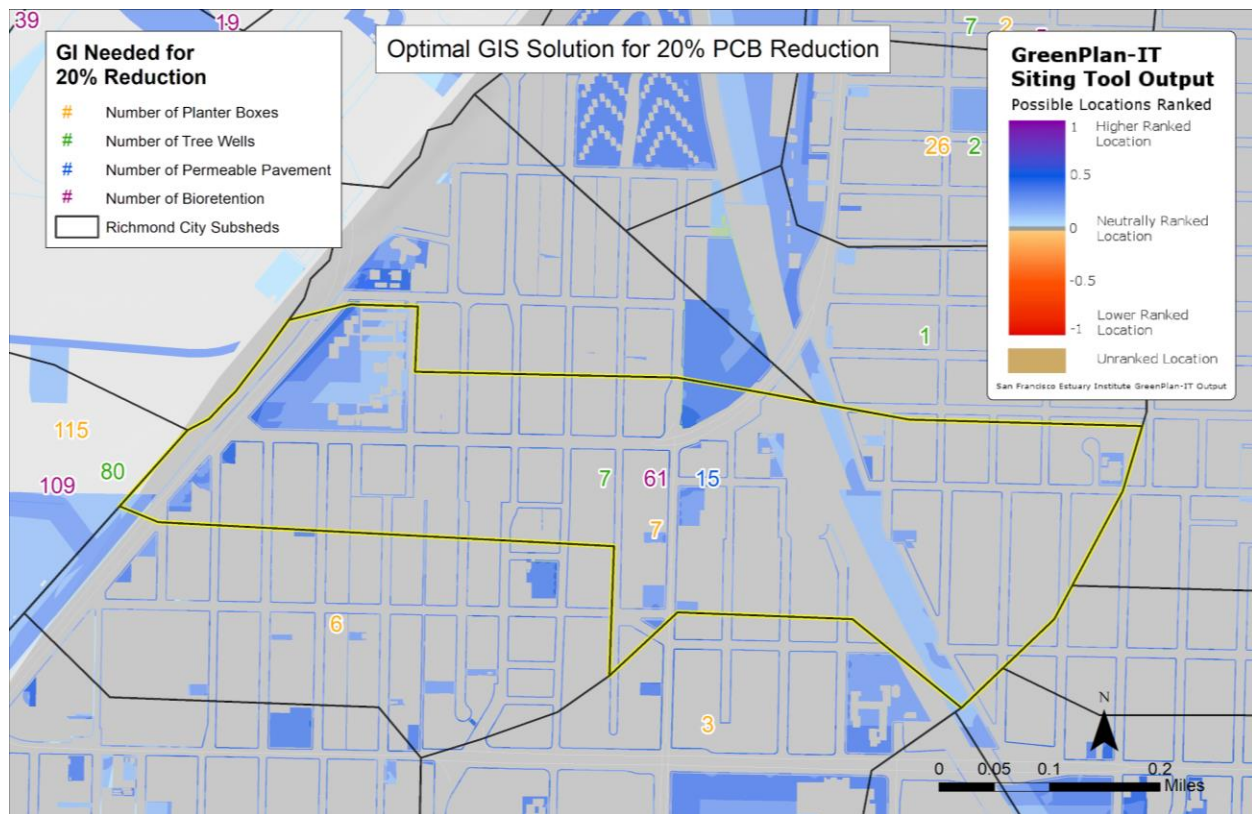 39
19
7
2
Optimal GIS Solution for 20% PCB Reduction
GI Needed for
20% Reduction
# Number of Planter Boxes
# Number of Tree Wells
# Number of Permeable Pavement
# Number of Bioretention
Richmond City Subsheds
GreenPlan-IT
Siting Tool Output
Possible Locations Ranked
1 Higher Ranked
Location
0.5
0 Neutrally Ranked
Location
-0.5
-1 Lower Ranked
Location
Unranked Location
San Francisco Estuary Institute GreenPlan-IT Output
26 2
1
115
80
109
7 61 15
7
6
3
N
0 0.05 0.1 0.2
Miles